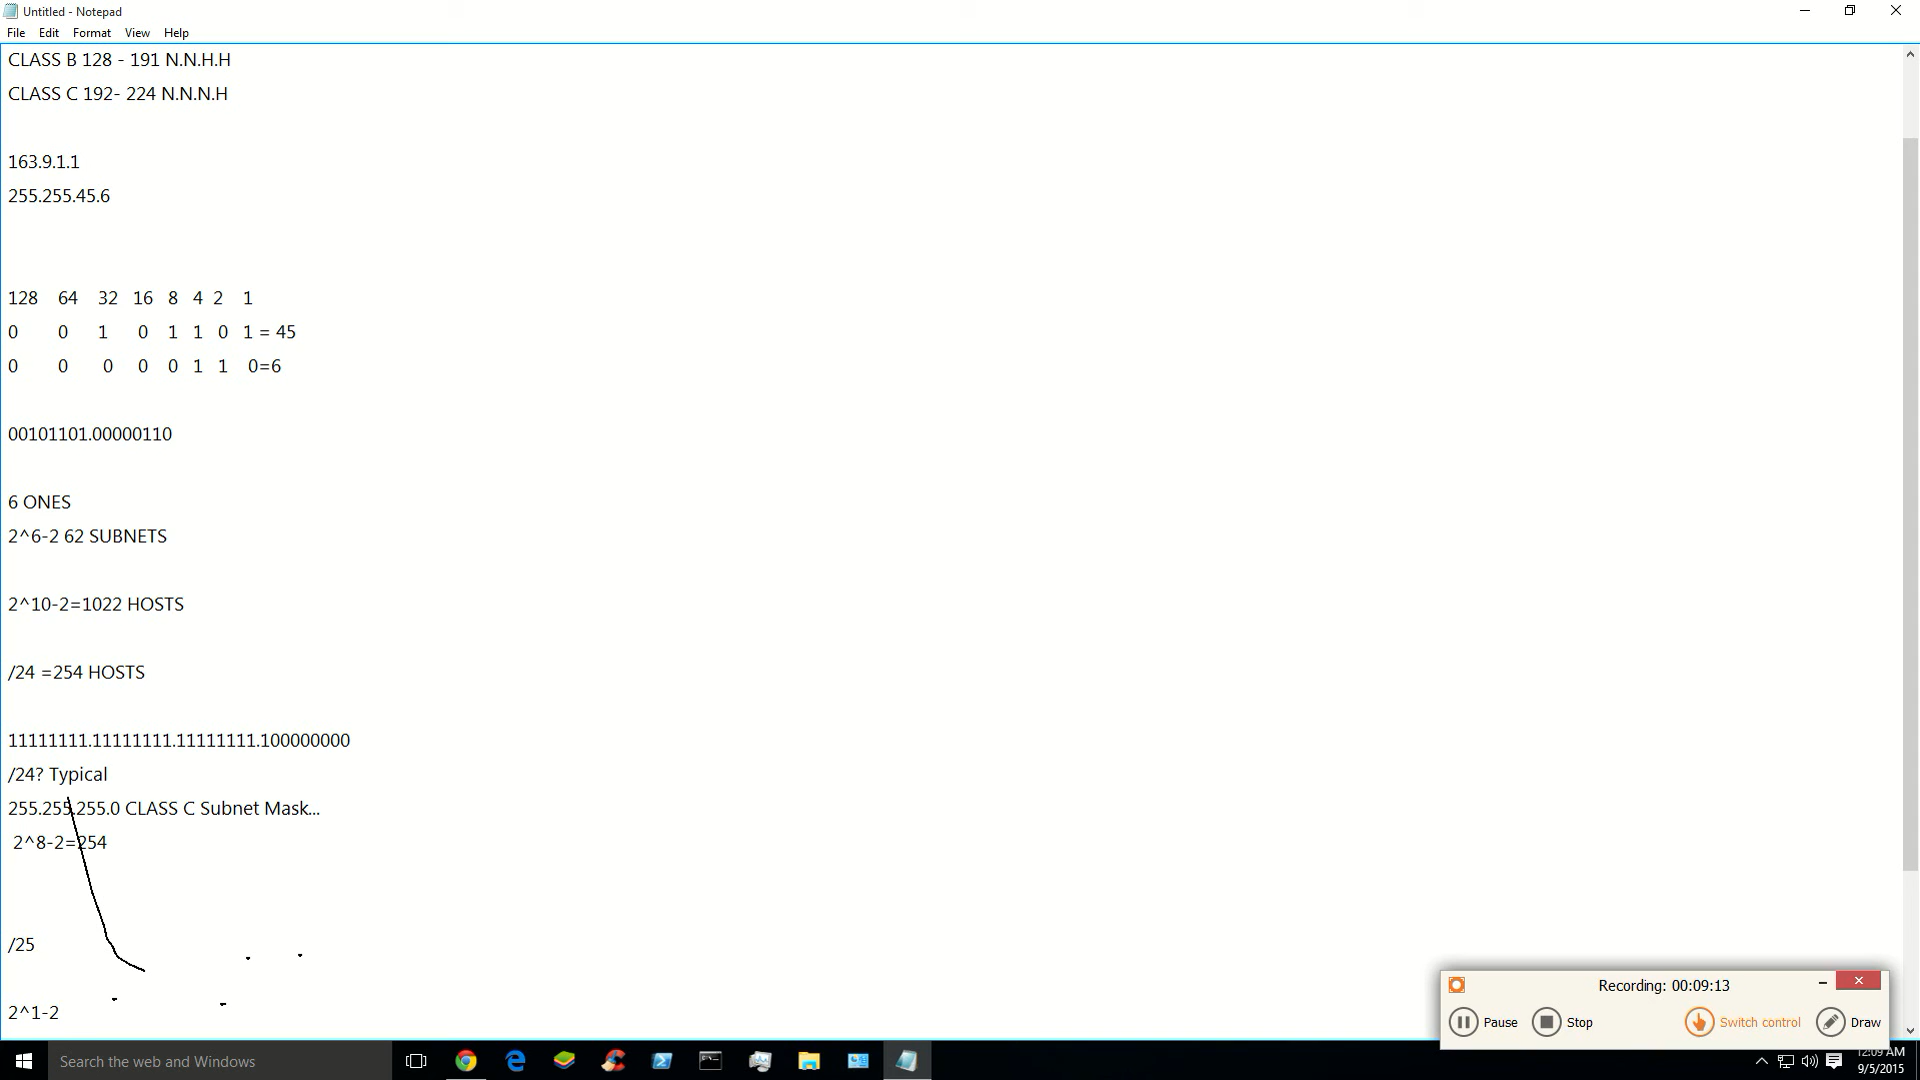 Untitled - Notepad
File Edit Format View Help
CLASS B 128 - 191 N.N.H.H
CLASS C 192- 224 N.N.N.H
163.9.1.1
255.255.45.6
128 64 32 16 8 4 2 1
0 0 1 0 1 1 0 1 = 45
0 0 0 0 0 1 1 0=6
00101101.00000110
6 ONES
2^6-2 62 SUBNETS
2^10-2=1022 HOSTS
/24 =254 HOSTS
11111111.11111111.11111111.100000000
/24? Typical
255.255.255.0 CLASS C Subnet Mask...
2^8-2=254
/25
2^1-2
Recording: 00:09:13
Pause Stop Switch control Draw
Search the web and Windows
12:09 AM
9/5/2015